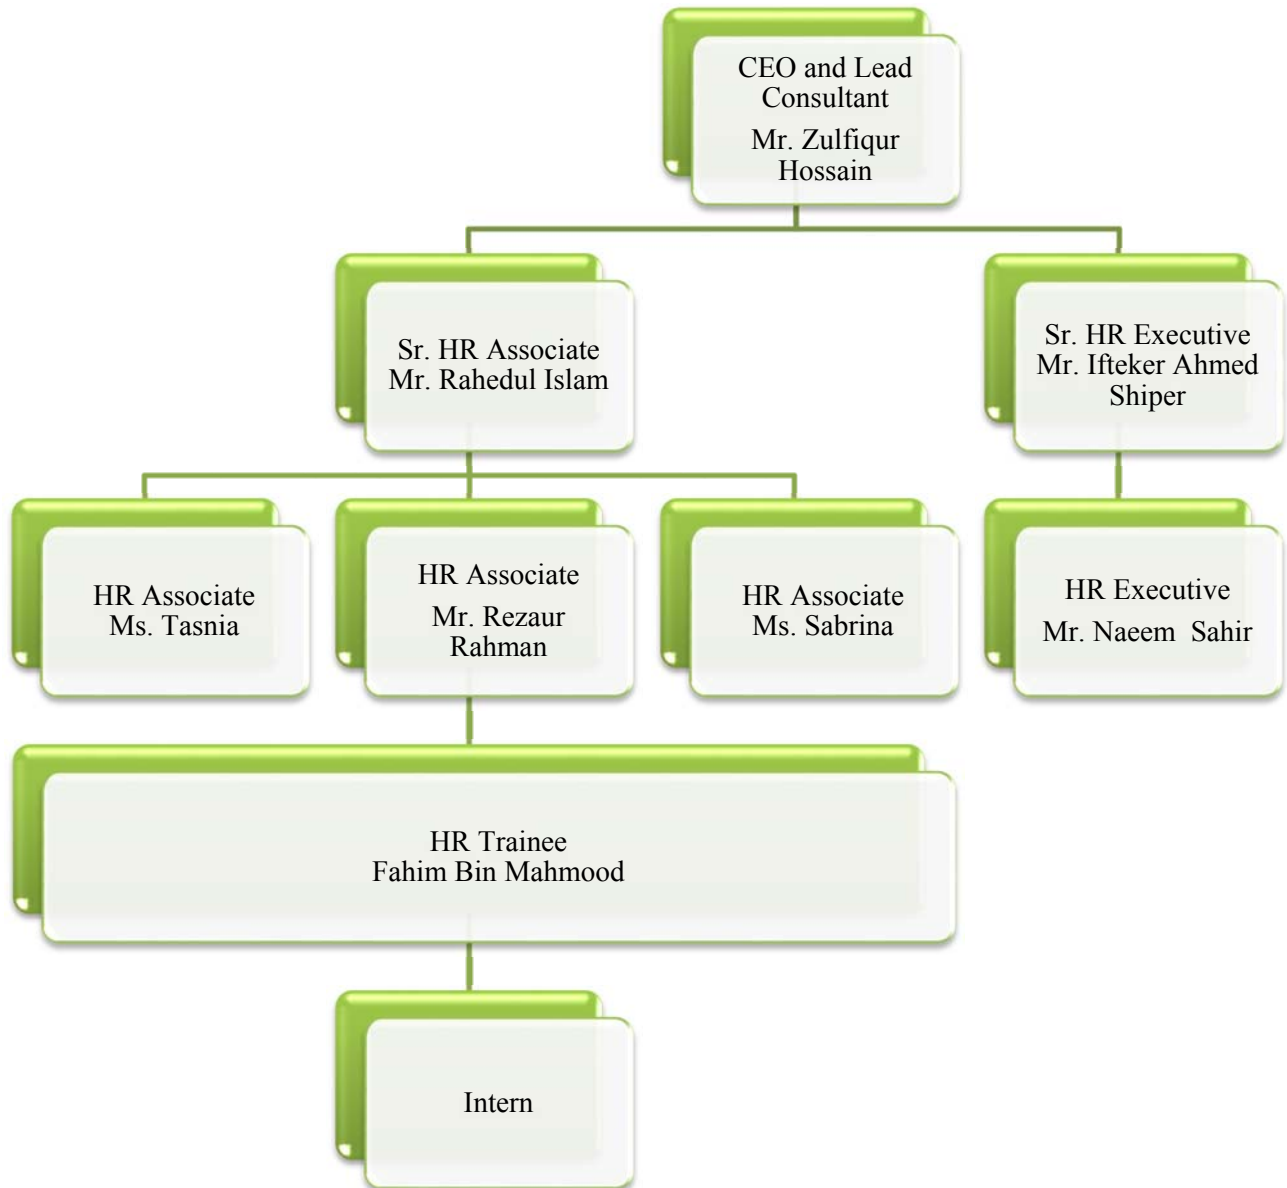 CEO and Lead
Consultant
Mr. Zulfiqur
Hossain
Sr. HR Associate
Mr. Rahedul Islam
Sr. HR Executive
Mr. Ifteker Ahmed
Shiper
HR Associate
Ms. Tasnia
HR Associate
Mr. Rezaur
Rahman
HR Associate
Ms. Sabrina
HR Executive
Mr. Naeem  Sahir
HR Trainee
Fahim Bin Mahmood
Intern